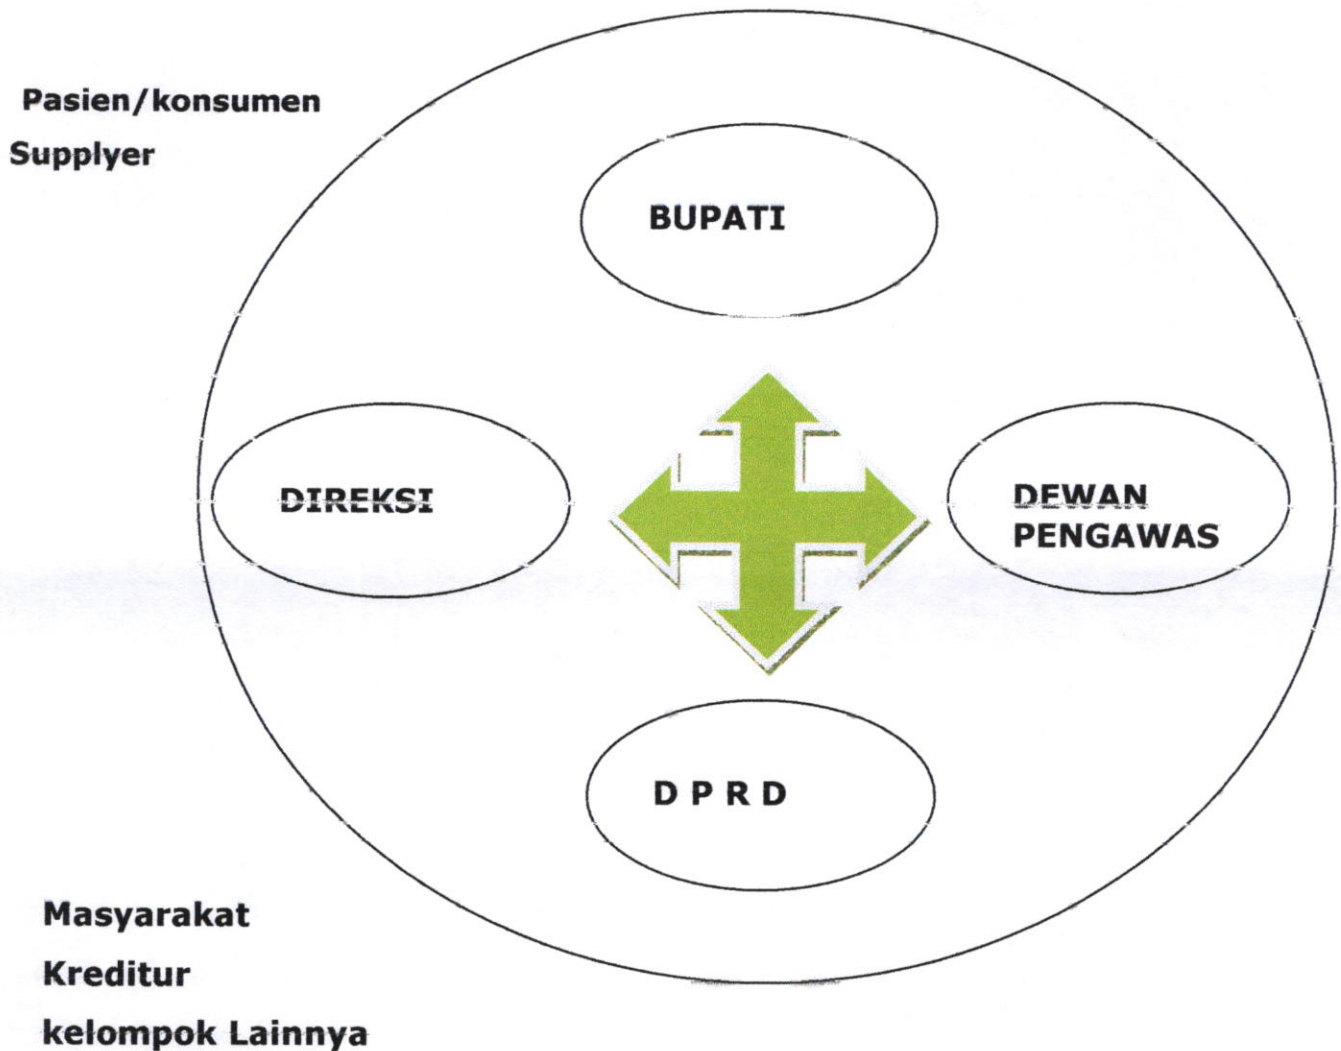 Pasien/konsumen
Supplyer
BUPATI
DIREKSI
DEWAN
PENGAWAS
D P R D
Masyarakat
Kreditur
kelompok Lainnya